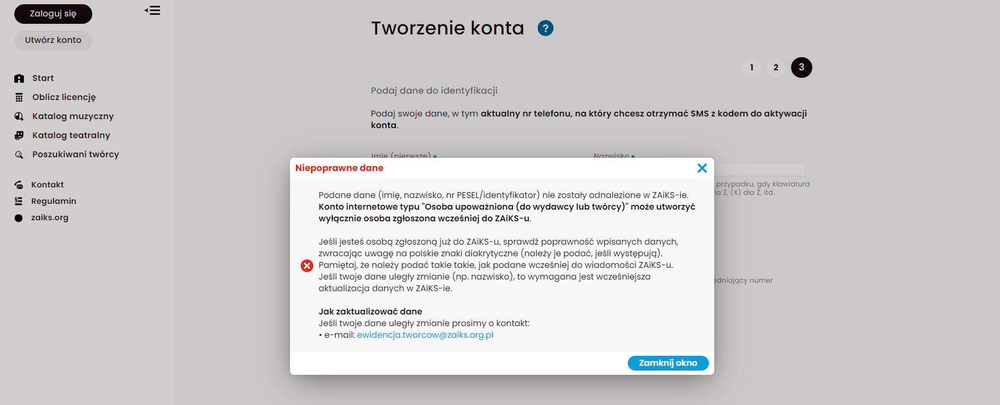 Zaloguj się
Utwórz konto
Start
Oblicz licencję
Katalog muzyczny
Katalog teatralny
Poszukiwani twórcy
Kontakt
Regulamin
zaiks.org
Tworzenie konta ?
1 2 3
Podaj dane do identyfikacji
Podaj swoje dane, w tym aktualny nr telefonu, na który chcesz otrzymać SMS z kodem do aktywacji
konta.
Imię (pierwsze) •
Nazwisko •
przypadku, gdy klawiatura
dla Ż, (X) dla Ź, itd.
numer
Niepoprawne dane
Podane dane (imię, nazwisko, nr PESEL/identyfikator) nie zostały odnalezione w ZAiKS-ie.
Konto internetowe typu "Osoba upoważniona (do wydawcy lub twórcy)" może utworzyć
wyłącznie osoba zgłoszona wcześniej do ZAiKS-u.
Jeśli jesteś osobą zgłoszoną już do ZAiKS-u, sprawdź poprawność wpisanych danych,
zwracając uwagę na polskie znaki diakrytyczne (należy je podać, jeśli występują).
Pamiętaj, że należy podać takie takie, jak podane wcześniej do wiadomości ZAiKS-u.
Jeśli twoje dane uległy zmianie (np. nazwisko), to wymagana jest wcześniejsza
aktualizacja danych w ZAiKS-ie.
Jak zaktualizować dane
Jeśli twoje dane uległy zmianie prosimy o kontakt:
• e-mail: ewidencja.tworcow@zaiks.org.pl
Zamknij okno